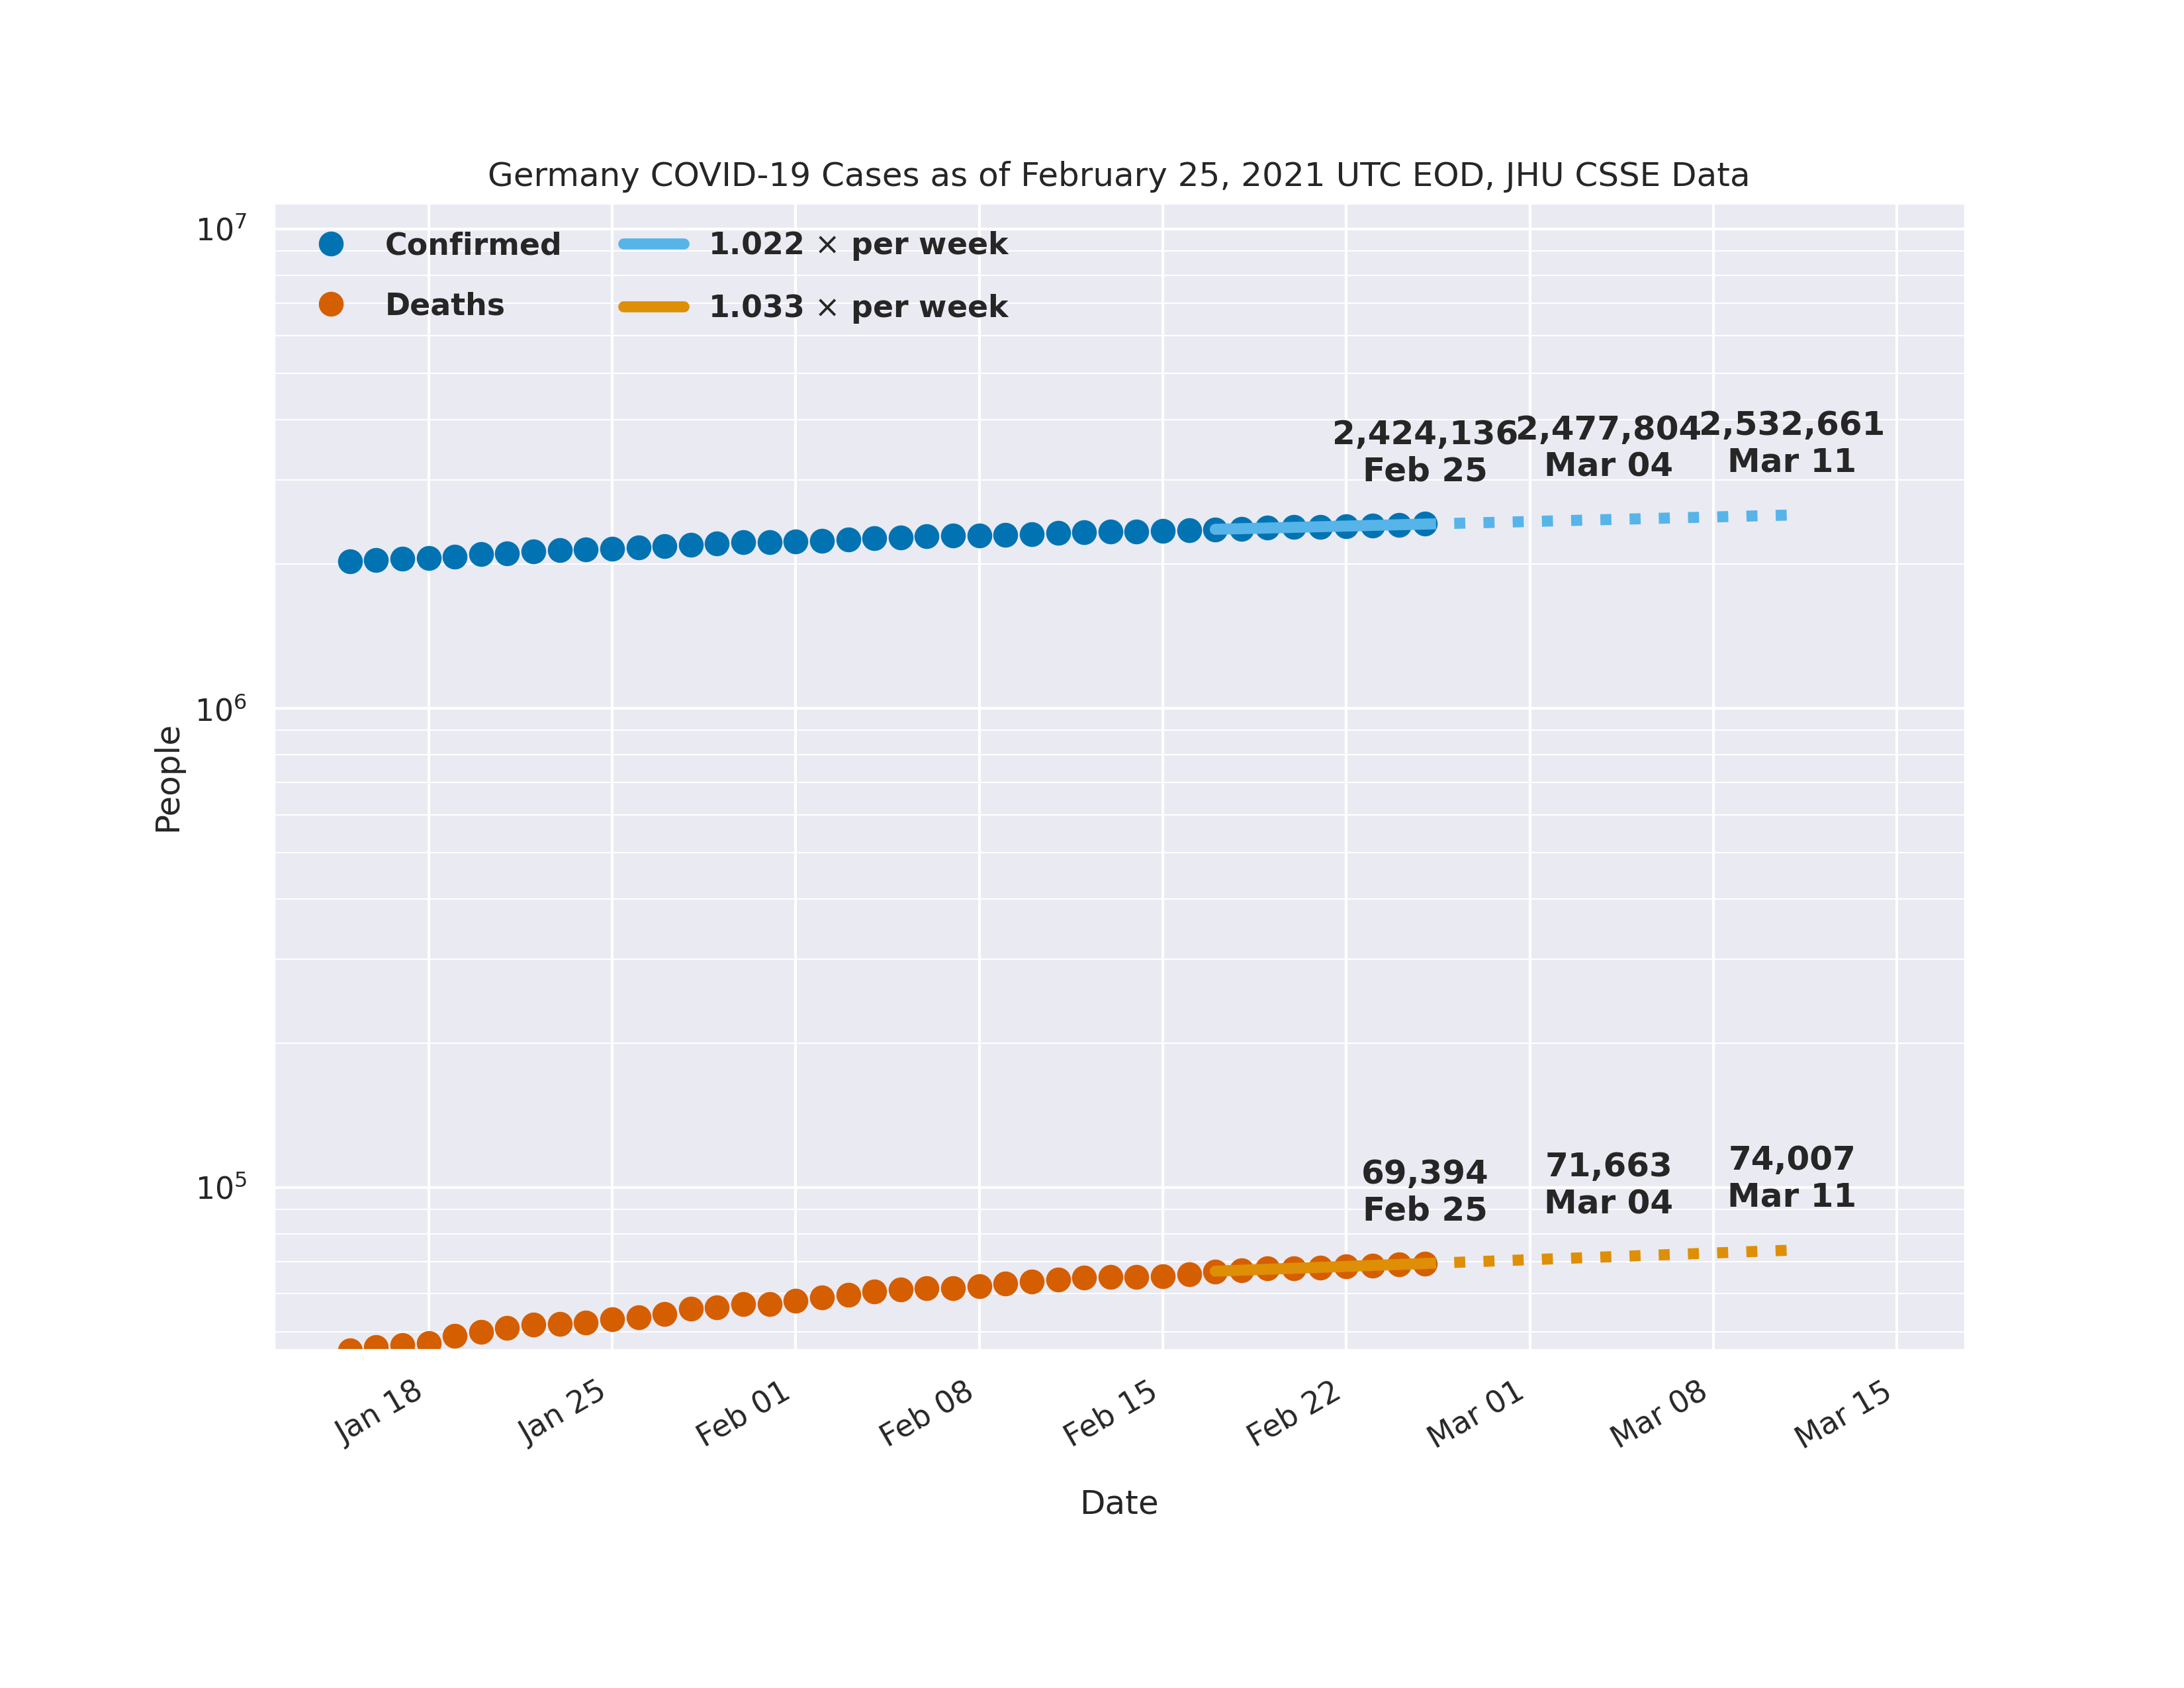 Germany COVID-19 Cases as of February 25, 2021 UTC EOD, JHU CSSE Data
10⁷
10⁶
10⁵
People
Confirmed
Deaths
1.022 × per week
1.033 × per week
2,424,136
Feb 25
2,477,804
Mar 04
2,532,661
Mar 11
69,394
Feb 25
71,663
Mar 04
74,007
Mar 11
Jan 18
Jan 25
Feb 01
Feb 08
Feb 15
Feb 22
Mar 01
Mar 08
Mar 15
Date